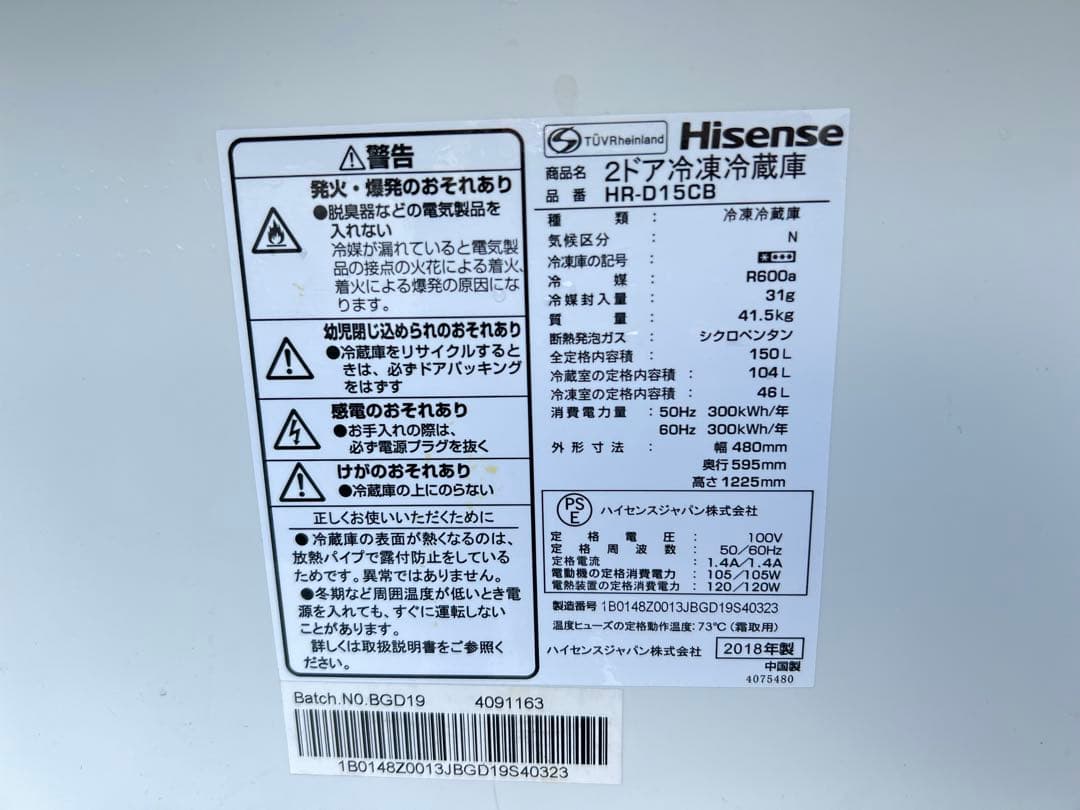 ⚠警告
発火・爆発のおそれあり
●脱臭器などの電気製品を
入れない
冷媒が漏れていると電気製
品の接点の火花による着火、
着火による爆発の原因にな
ります。
幼児閉じ込められのおそれあり
●冷蔵庫をリサイクルすると
きは、必ずドアパッキング
をはずす
感電のおそれあり
●お手入れの際は、
必ず電源プラグを抜く
けがのおそれあり
●冷蔵庫の上にのらない
正しくお使いいただくために
●冷蔵庫の表面が熱くなるのは、
放熱パイプで露付防止をしている
ためです。異常ではありません。
●冬期など周囲温度が低いとき電
源を入れても、すぐに運転しない
ことがあります。
詳しくは取扱説明書をご参照く
ださい。
TÜVRheinland Hisense
商品名 2ドア冷凍冷蔵庫
品番 HR-D15CB
種類 : 冷凍冷蔵庫
気候区分 : N
冷凍庫の記号 :
冷媒 : R600a
冷媒封入量 : 31g
質量 : 41.5kg
断熱発泡ガス : シクロペンタン
全定格内容積 : 150L
冷蔵室の定格内容積 : 104L
冷凍室の定格内容積 : 46L
消費電力量 : 50Hz 300kWh/年
60Hz 300kWh/年
外形寸法 : 幅 480mm
奥行 595mm
高さ 1225mm
PSE ハイセンスジャパン株式会社
定格電圧 : 100V
定格周波数 : 50/60Hz
定格電流 : 1.4A/1.4A
電動機の定格消費電力 : 105/105W
電熱装置の定格消費電力 : 120/120W
製造番号 1B0148Z0013JBGD19S40323
温度ヒューズの定格動作温度:73℃(霜取用)
ハイセンスジャパン株式会社 2018年製
中国製
4075480
Batch.N0.BGD19 4091163
1B0148Z0013JBGD19S40323